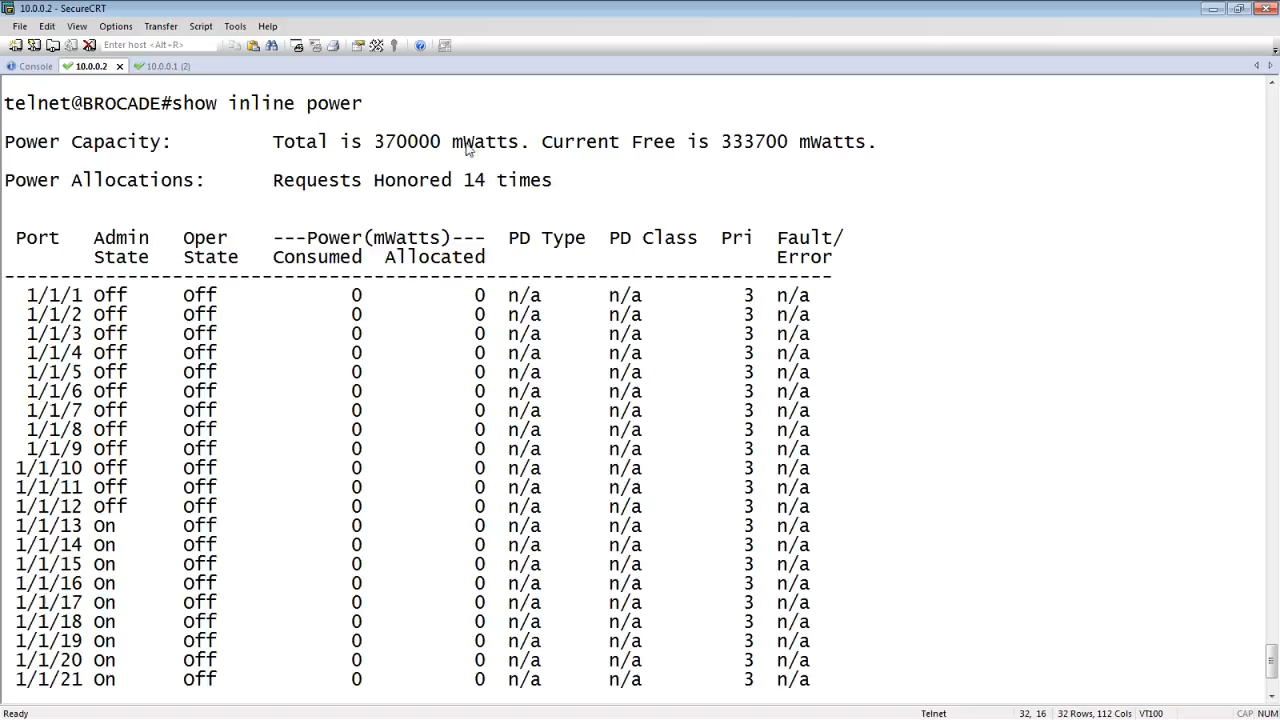 10.0.0.2 - SecureCRT
File Edit View Options Transfer Script Tools Help
Enter host <Alt+R>
Console 10.0.0.2 × 10.0.0.1 (2)
telnet@BROCADE#show inline power
Power Capacity: Total is 370000 mWatts. Current Free is 333700 mWatts.
Power Allocations: Requests Honored 14 times
Port Admin Oper ---Power(mWatts)--- PD Type PD Class Pri Fault/
State State Consumed Allocated Error
--------------------------------------------------------------------------
1/1/1 Off Off 0 0 n/a n/a 3 n/a
1/1/2 Off Off 0 0 n/a n/a 3 n/a
1/1/3 Off Off 0 0 n/a n/a 3 n/a
1/1/4 Off Off 0 0 n/a n/a 3 n/a
1/1/5 Off Off 0 0 n/a n/a 3 n/a
1/1/6 Off Off 0 0 n/a n/a 3 n/a
1/1/7 Off Off 0 0 n/a n/a 3 n/a
1/1/8 Off Off 0 0 n/a n/a 3 n/a
1/1/9 Off Off 0 0 n/a n/a 3 n/a
1/1/10 Off Off 0 0 n/a n/a 3 n/a
1/1/11 Off Off 0 0 n/a n/a 3 n/a
1/1/12 Off Off 0 0 n/a n/a 3 n/a
1/1/13 On Off 0 0 n/a n/a 3 n/a
1/1/14 On Off 0 0 n/a n/a 3 n/a
1/1/15 On Off 0 0 n/a n/a 3 n/a
1/1/16 On Off 0 0 n/a n/a 3 n/a
1/1/17 On Off 0 0 n/a n/a 3 n/a
1/1/18 On Off 0 0 n/a n/a 3 n/a
1/1/19 On Off 0 0 n/a n/a 3 n/a
1/1/20 On Off 0 0 n/a n/a 3 n/a
1/1/21 On Off 0 0 n/a n/a 3 n/a
Ready Telnet 32, 16 32 Rows, 112 Cols VT100 CAP NUM